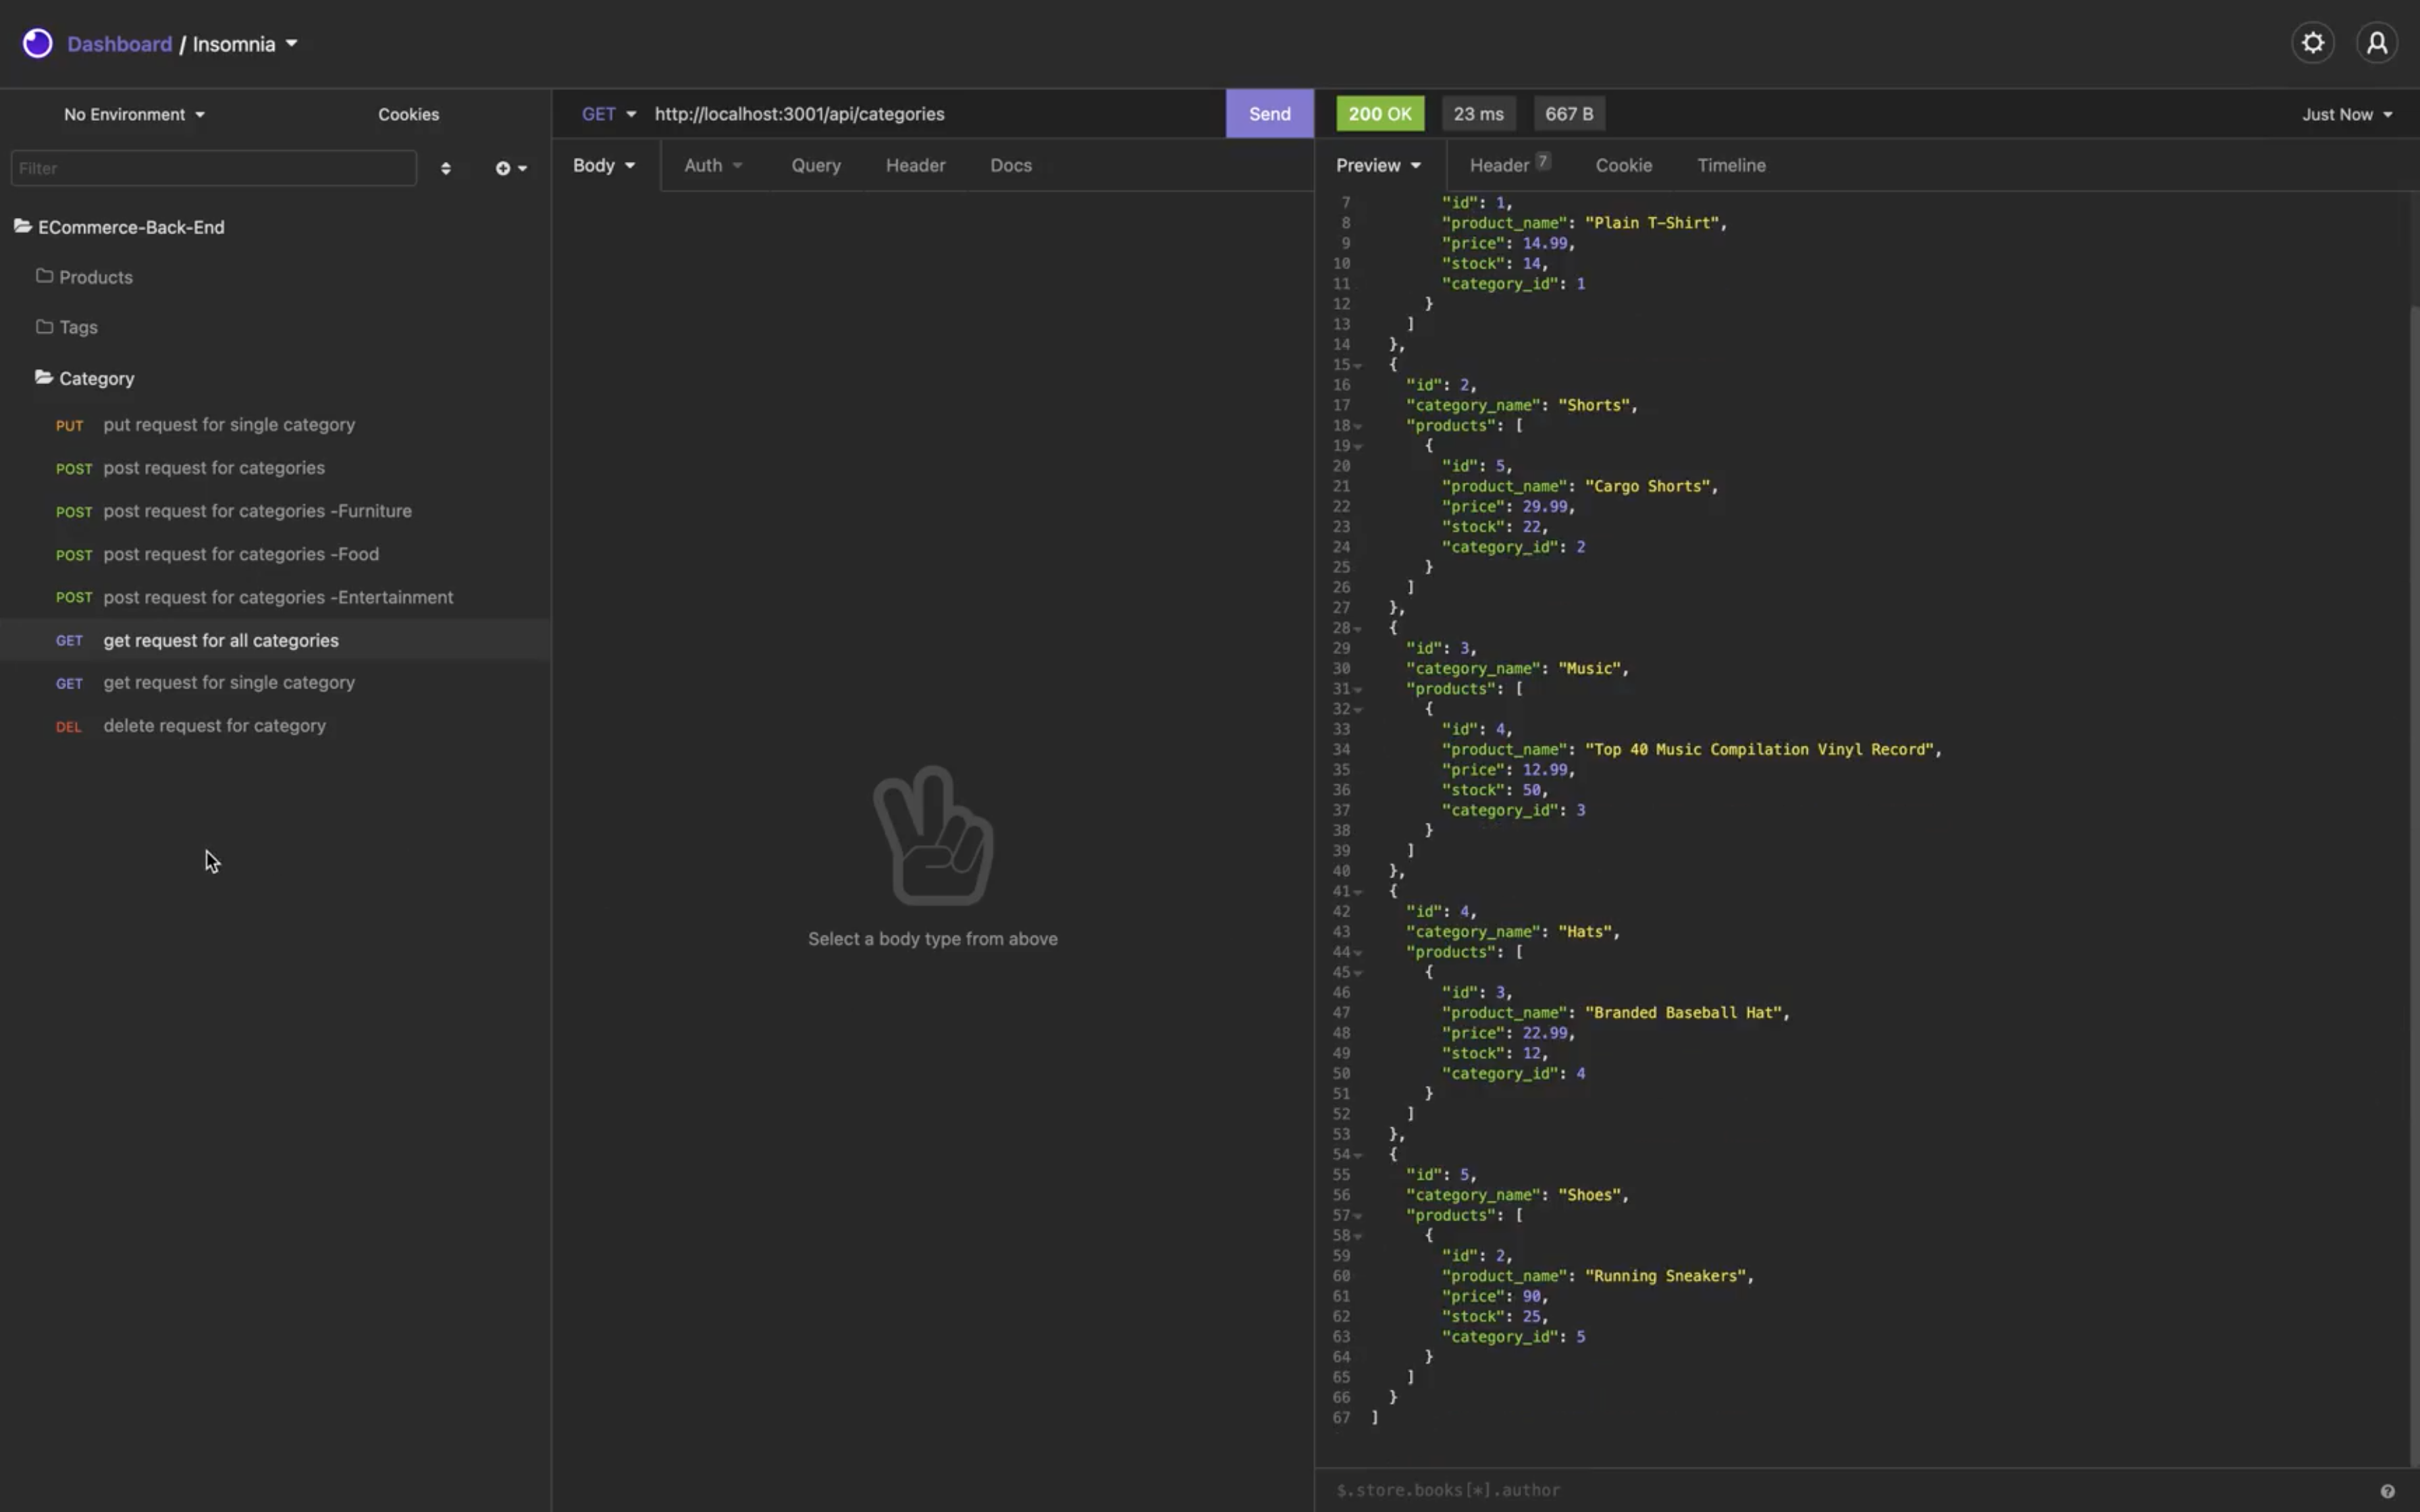 Dashboard / Insomnia
No Environment
Cookies
Filter
ECommerce-Back-End
Products
Tags
Category
PUT put request for single category
POST post request for categories
POST post request for categories -Furniture
POST post request for categories -Food
POST post request for categories -Entertainment
GET get request for all categories
GET get request for single category
DEL delete request for category
GET http://localhost:3001/api/categories Send
Body Auth Query Header Docs
Select a body type from above
200 OK 23 ms 667 B Just Now
Preview Header 7 Cookie Timeline
7 "id": 1,
8 "product_name": "Plain T-Shirt",
9 "price": 14.99,
10 "stock": 14,
11 "category_id": 1
12 }
13 ]
14 },
15 {
16 "id": 2,
17 "category_name": "Shorts",
18 "products": [
19 {
20 "id": 5,
21 "product_name": "Cargo Shorts",
22 "price": 29.99,
23 "stock": 22,
24 "category_id": 2
25 }
26 ]
27 },
28 {
29 "id": 3,
30 "category_name": "Music",
31 "products": [
32 {
33 "id": 4,
34 "product_name": "Top 40 Music Compilation Vinyl Record",
35 "price": 12.99,
36 "stock": 50,
37 "category_id": 3
38 }
39 ]
40 },
41 {
42 "id": 4,
43 "category_name": "Hats",
44 "products": [
45 {
46 "id": 3,
47 "product_name": "Branded Baseball Hat",
48 "price": 22.99,
49 "stock": 12,
50 "category_id": 4
51 }
52 ]
53 },
54 {
55 "id": 5,
56 "category_name": "Shoes",
57 "products": [
58 {
59 "id": 2,
60 "product_name": "Running Sneakers",
61 "price": 90,
62 "stock": 25,
63 "category_id": 5
64 }
65 ]
66 }
67 ]
$.store.books[*].author